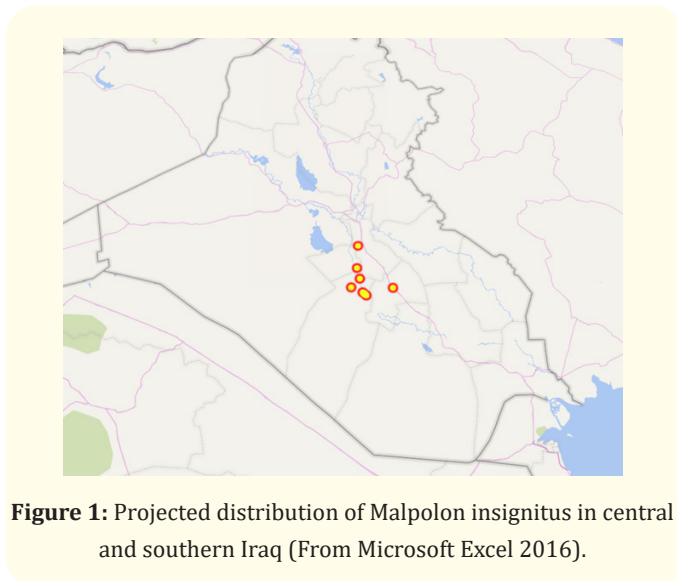 Figure 1: Projected distribution of Malpolon insignitus in central
and southern Iraq (From Microsoft Excel 2016).